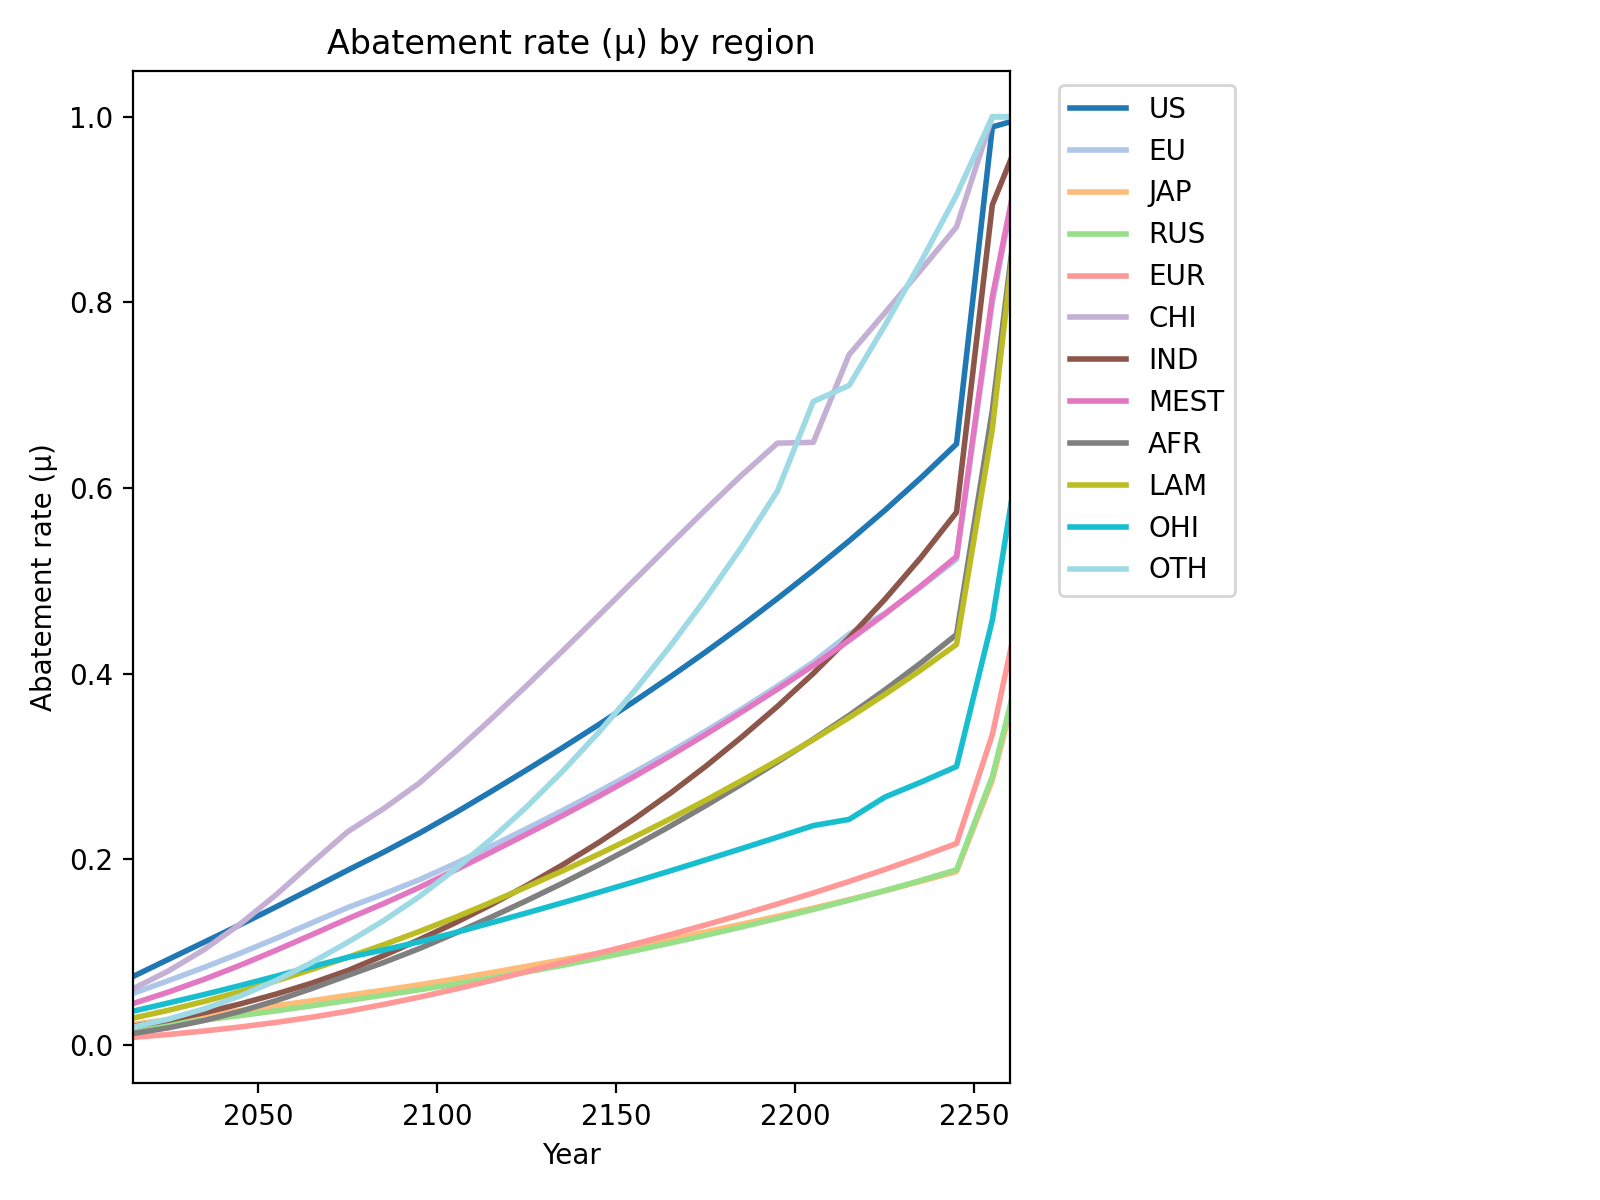 Abatement rate (μ) by region
1.0
0.8
0.6
0.4
0.2
0.0
Abatement rate (μ)
2050
2100
2150
2200
2250
Year
US
EU
JAP
RUS
EUR
CHI
IND
MEST
AFR
LAM
OHI
OTH